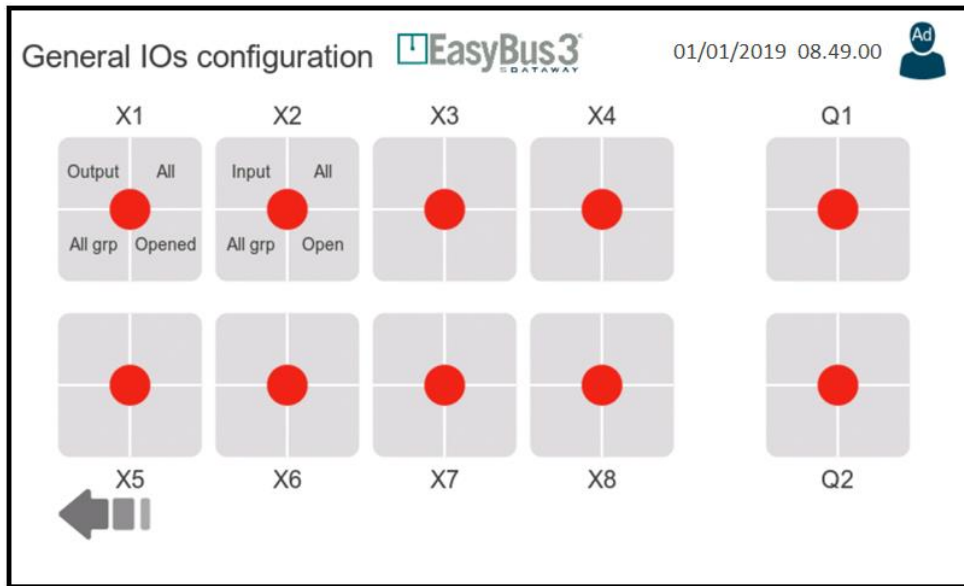 General IOs configuration EasyBus3 DATAWAY 01/01/2019 08.49.00 Ad
X1 X2 X3 X4 Q1
Output All Input All
All grp Opened All grp Open
X5 X6 X7 X8 Q2